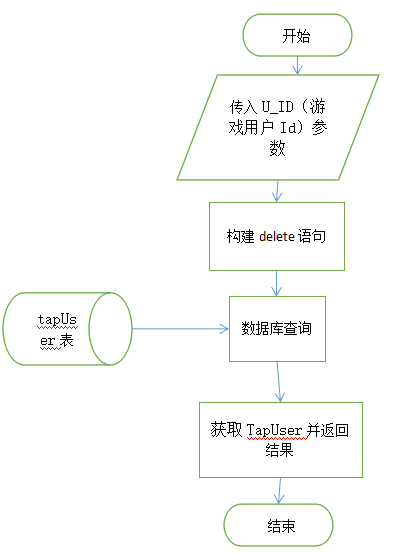 开始
传入 U_ID（游
戏用户 Id）参
数
构建 delete 语句
tapUs
er 表
数据库查询
获取 TapUser 并返回
结果
结束